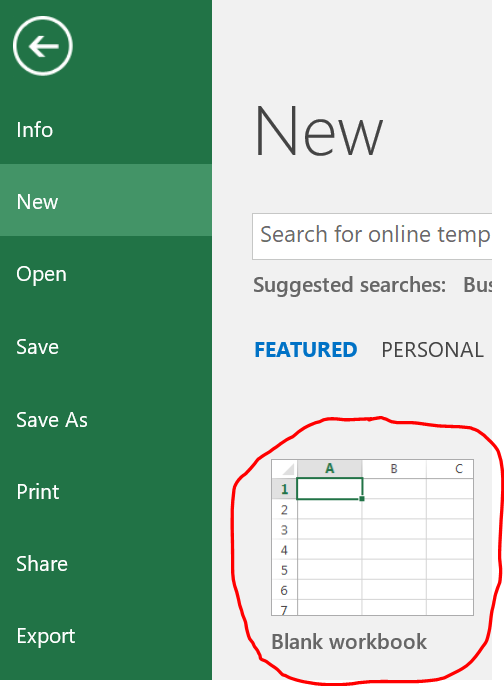 Info
New
Open
Save
Save As
Print
Share
Export
New
Search for online temp
Suggested searches: Bus
FEATURED PERSONAL
A B C
1
2
3
4
5
6
7
Blank workbook